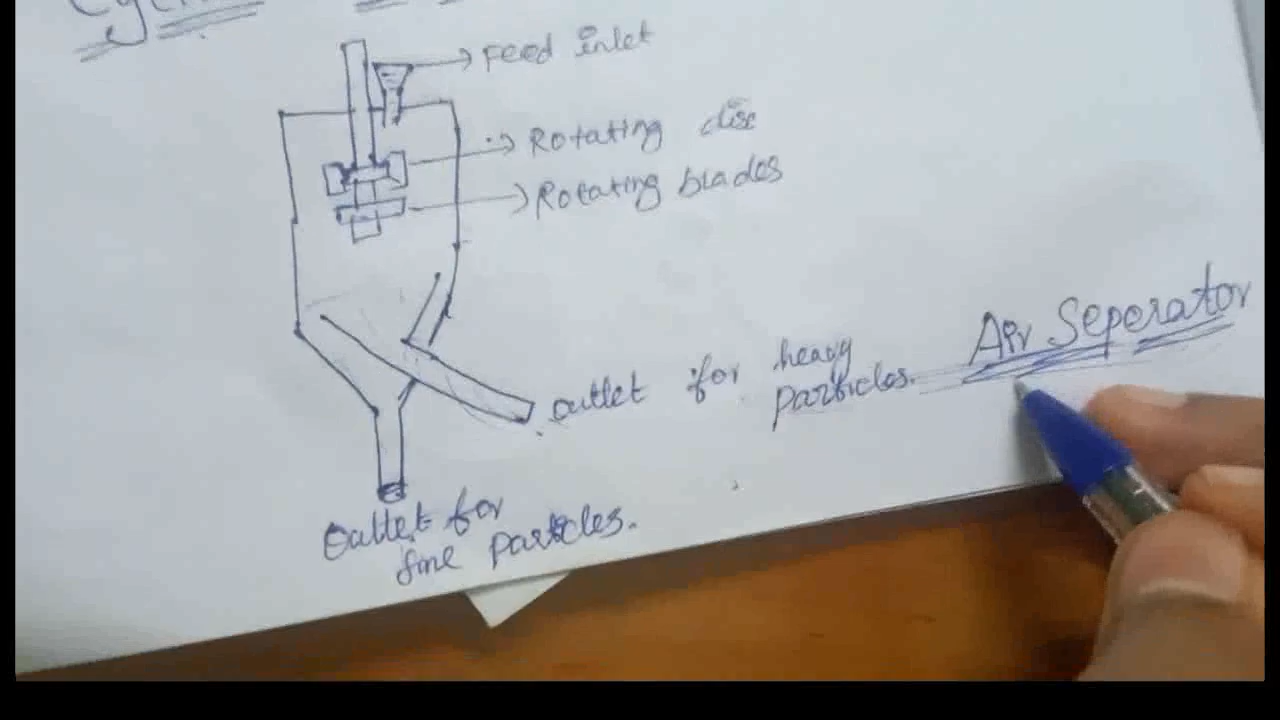 Feed inlet
Rotating disc
Rotating blades
Air Seperator
outlet for heavy
particles.
Outlet for
fine particles.